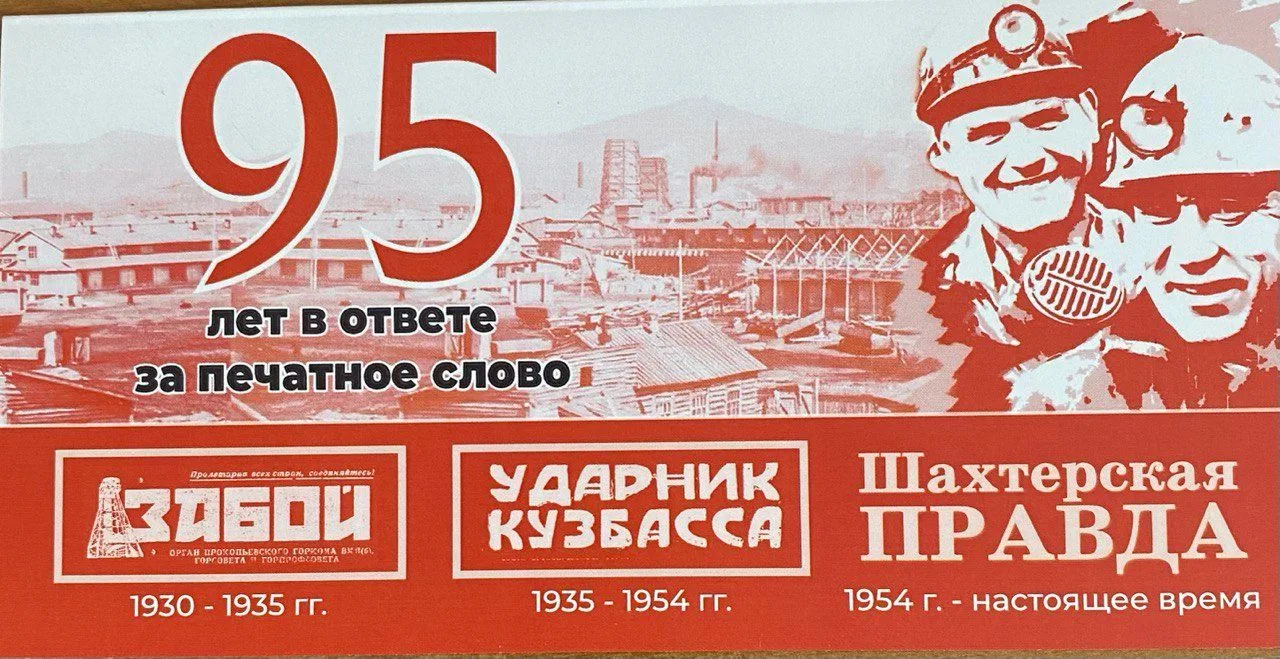 95
лет в ответе
за печатное слово
Пролетарии всех стран, соединяйтесь!
ЗАБОЙ
ОРГАН ПРОКОПЬЕВСКОГО ГОРКОМА ВКП(б),
ГОРСОВЕТА И ГОРПРОФСОВЕТА
1930 - 1935 гг.
УДАРНИК
КУЗБАССА
1935 - 1954 гг.
Шахтерская
ПРАВДА
1954 г. - настоящее время